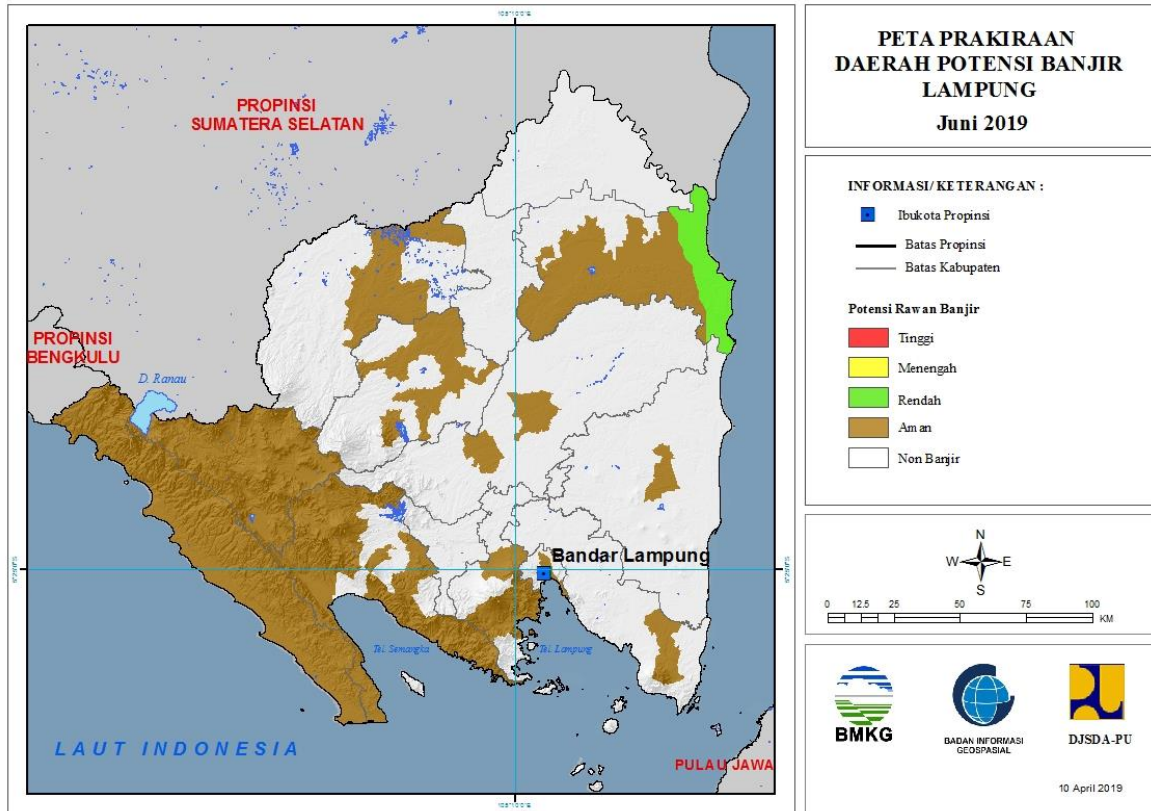 PROPINSI
SUMATERA SELATAN
PROPINSI
BENGKULU
D. Ranau
Bandar Lampung
Tel. Semangka
Tel. Lampung
LAUT INDONESIA
PULAU JAWA
PETA PRAKIRAAN
DAERAH POTENSI BANJIR
LAMPUNG
Juni 2019
INFORMASI/KETERANGAN :
Ibukota Propinsi
Batas Propinsi
Batas Kabupaten
Potensi Rawan Banjir
Tinggi
Menengah
Rendah
Aman
Non Banjir
N
W E
S
0 12.5 25 50 75 100
KM
BMKG
BADAN INFORMASI
GEOSPASIAL
DJSDA-PU
10 April 2019